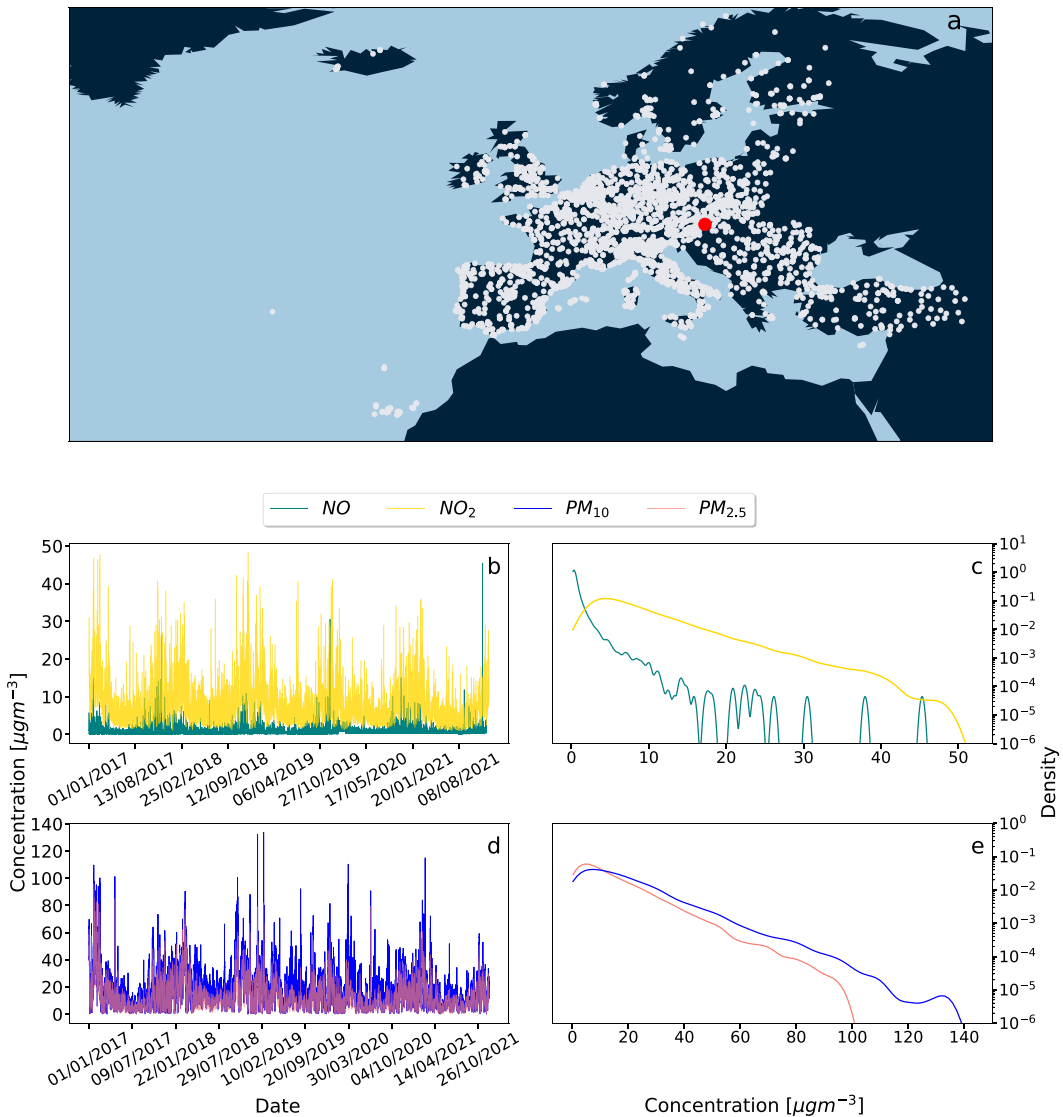 a
NO NO₂ PM₁₀ PM₂.₅
b
50
40
30
20
10
0
01/01/2017 13/08/2017 25/02/2018 12/09/2018 06/04/2019 27/10/2019 17/05/2020 20/01/2021 08/08/2021
c
10¹
10⁰
10⁻¹
10⁻²
10⁻³
10⁻⁴
10⁻⁵
10⁻⁶
0 10 20 30 40 50
Concentration [μgm⁻³]
Density
d
140
120
100
80
60
40
20
0
01/01/2017 09/07/2017 22/01/2018 29/07/2018 10/02/2019 20/09/2019 30/03/2020 04/10/2020 14/04/2021 26/10/2021
Date
e
10⁰
10⁻¹
10⁻²
10⁻³
10⁻⁴
10⁻⁵
10⁻⁶
0 20 40 60 80 100 120 140
Concentration [μgm⁻³]